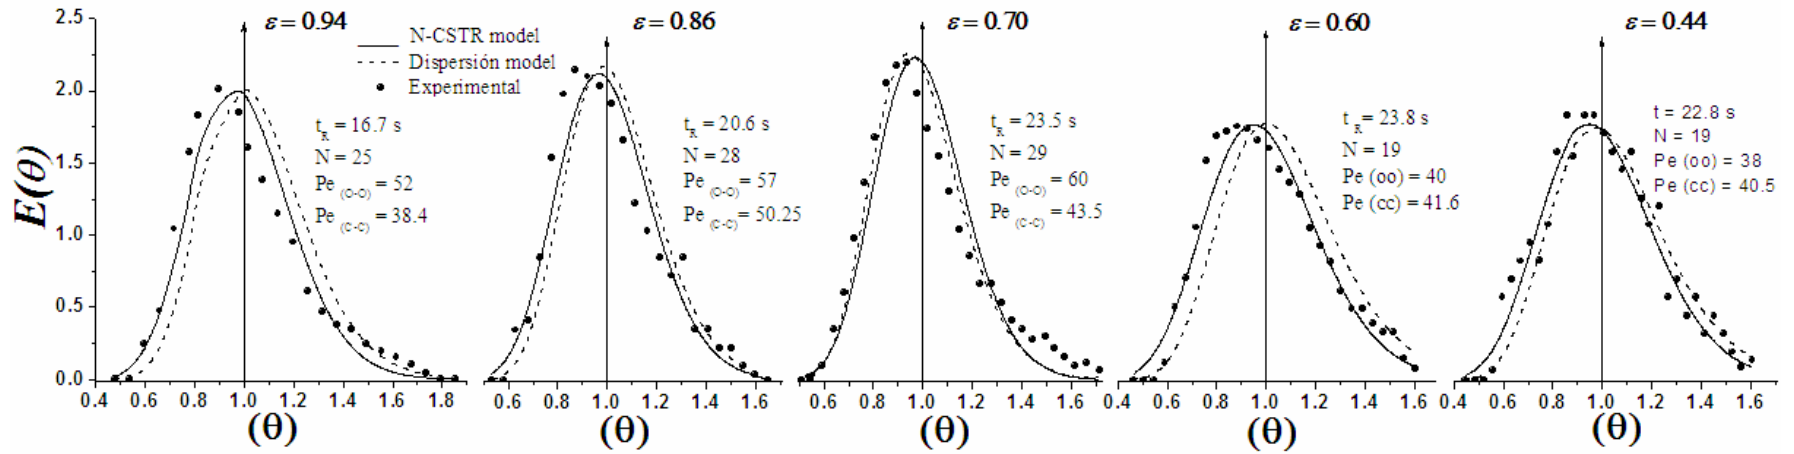 ε = 0.94
ε = 0.86
ε = 0.70
ε = 0.60
ε = 0.44
E(θ)
2.5
2.0
1.5
1.0
0.5
0.0
N-CSTR model
Dispersión model
Experimental
tR = 16.7 s
N = 25
Pe (O-O) = 52
Pe (C-C) = 38.4
tR = 20.6 s
N = 28
Pe (O-O) = 57
Pe (C-C) = 50.25
tR = 23.5 s
N = 29
Pe (O-O) = 60
Pe (C-C) = 43.5
tR = 23.8 s
N = 19
Pe (oo) = 40
Pe (cc) = 41.6
t = 22.8 s
N = 19
Pe (oo) = 38
Pe (cc) = 40.5
0.4 0.6 0.8 1.0 1.2 1.4 1.6 1.8
0.6 0.8 1.0 1.2 1.4 1.6
0.6 0.8 1.0 1.2 1.4 1.6
0.4 0.6 0.8 1.0 1.2 1.4 1.6
0.4 0.6 0.8 1.0 1.2 1.4 1.6
(θ)
(θ)
(θ)
(θ)
(θ)